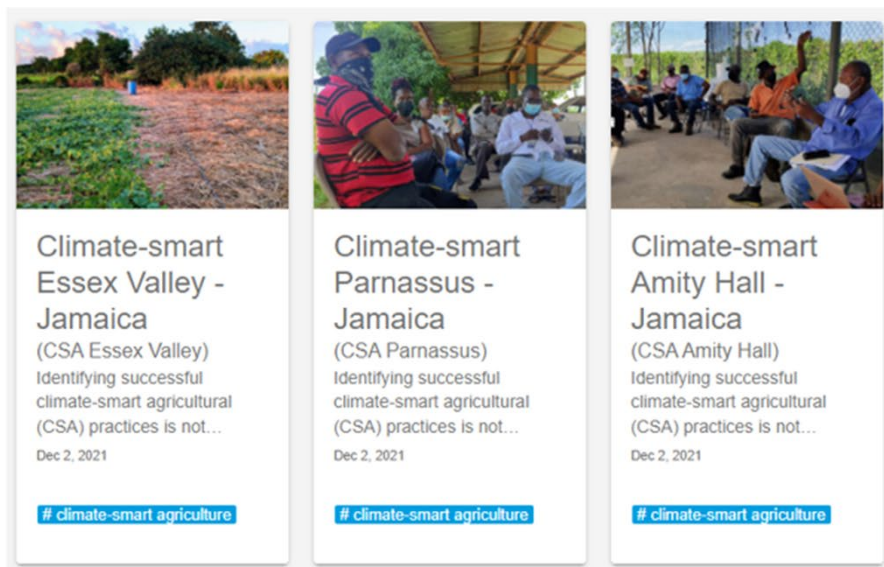 Climate-smart
Essex Valley -
Jamaica
(CSA Essex Valley)
Identifying successful
climate-smart agricultural
(CSA) practices is not...
Dec 2, 2021
# climate-smart agriculture
Climate-smart
Parnassus -
Jamaica
(CSA Parnassus)
Identifying successful
climate-smart agricultural
(CSA) practices is not...
Dec 2, 2021
# climate-smart agriculture
Climate-smart
Amity Hall -
Jamaica
(CSA Amity Hall)
Identifying successful
climate-smart agricultural
(CSA) practices is not...
Dec 2, 2021
# climate-smart agriculture